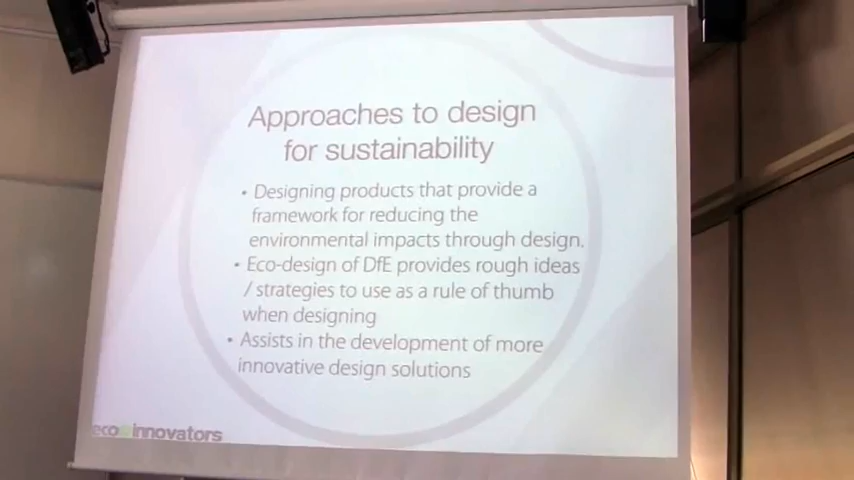 Approaches to design
for sustainability
• Designing products that provide a
framework for reducing the
environmental impacts through design.
• Eco-design of DfE provides rough ideas
/ strategies to use as a rule of thumb
when designing
• Assists in the development of more
innovative design solutions
eco innovators